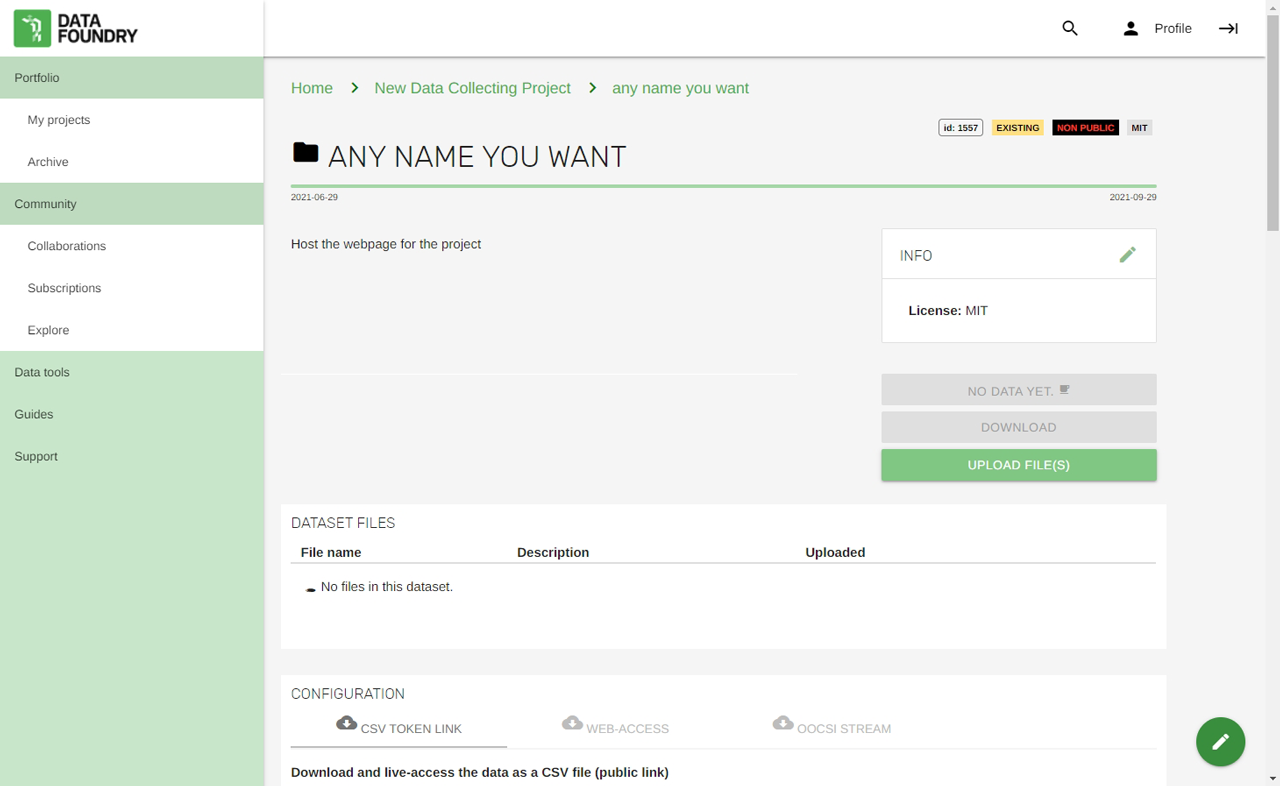 DATA
FOUNDRY
Profile
Portfolio
My projects
Archive
Community
Collaborations
Subscriptions
Explore
Data tools
Guides
Support
Home > New Data Collecting Project > any name you want
id: 1557 EXISTING NON PUBLIC MIT
ANY NAME YOU WANT
2021-06-29 2021-09-29
Host the webpage for the project
INFO
License: MIT
NO DATA YET.
DOWNLOAD
UPLOAD FILE(S)
DATASET FILES
File name Description Uploaded
No files in this dataset.
CONFIGURATION
CSV TOKEN LINK WEB-ACCESS OOCSI STREAM
Download and live-access the data as a CSV file (public link)